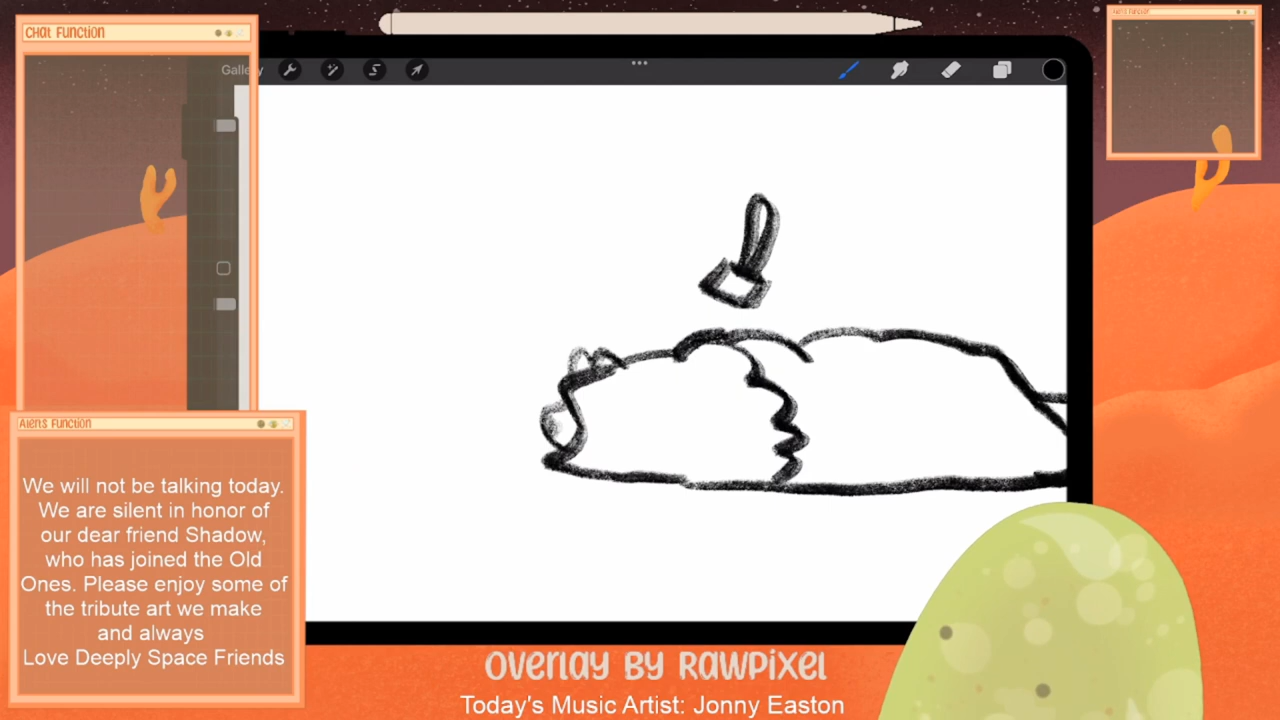 Chat Function
Gallery
Alerts Function
We will not be talking today.
We are silent in honor of
our dear friend Shadow,
who has joined the Old
Ones. Please enjoy some of
the tribute art we make
and always
Love Deeply Space Friends
Overlay by Rawpixel
Today's Music Artist: Jonny Easton